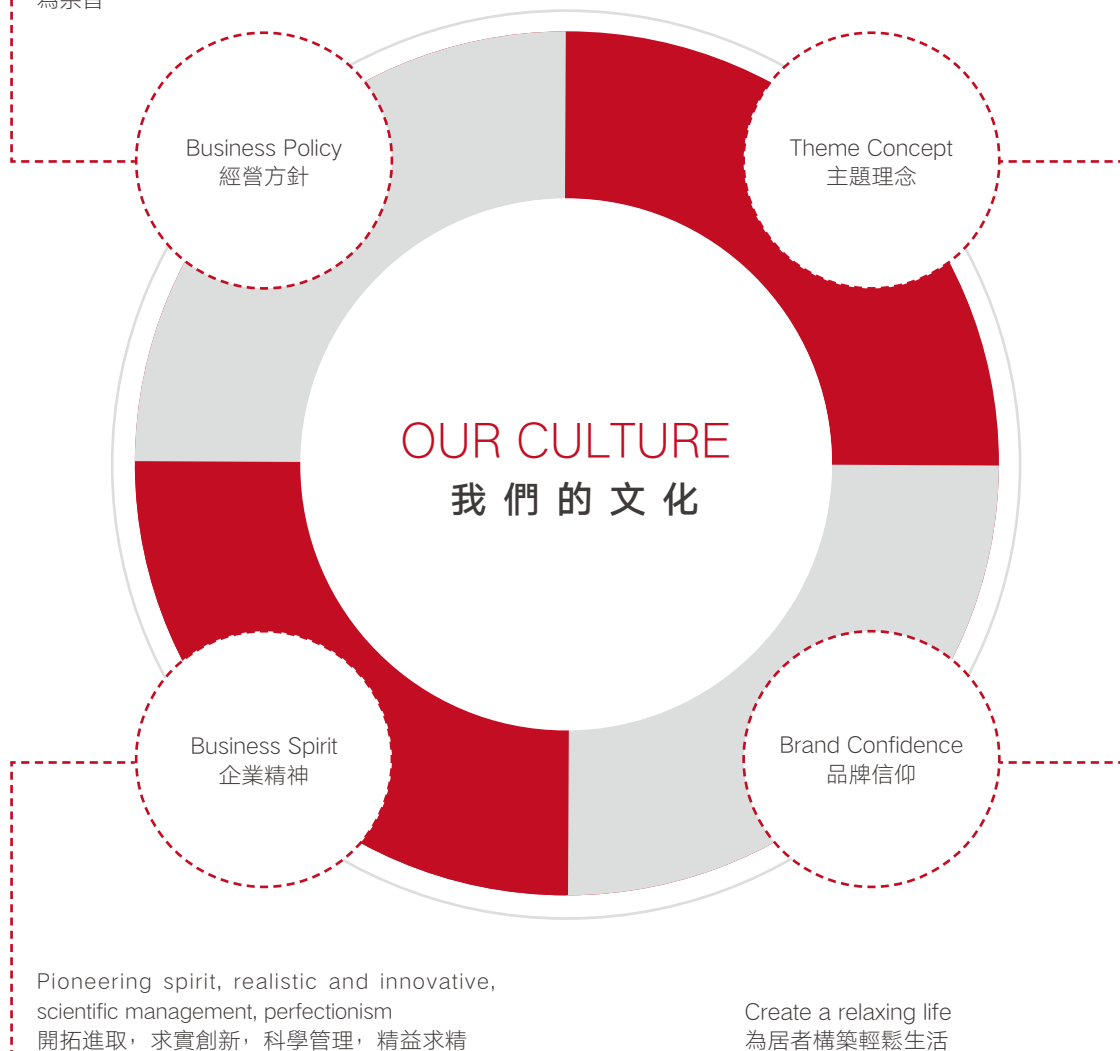 為宗旨
Business Policy
經營方針
Theme Concept
主題理念
OUR CULTURE
我們的文化
Business Spirit
企業精神
Brand Confidence
品牌信仰
Pioneering spirit, realistic and innovative,
scientific management, perfectionism
開拓進取，求實創新，科學管理，精益求精
Create a relaxing life
為居者構築輕鬆生活